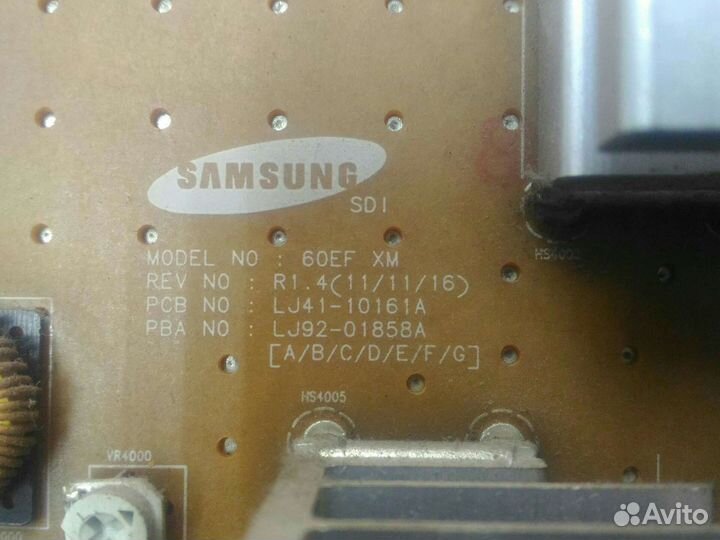 SAMSUNG
SDI
MODEL NO : 60EF XM
REV NO : R1.4(11/11/16)
PCB NO : LJ41-10161A
PBA NO : LJ92-01858A
[A/B/C/D/E/F/G]
HS4005
VR4000
Avito